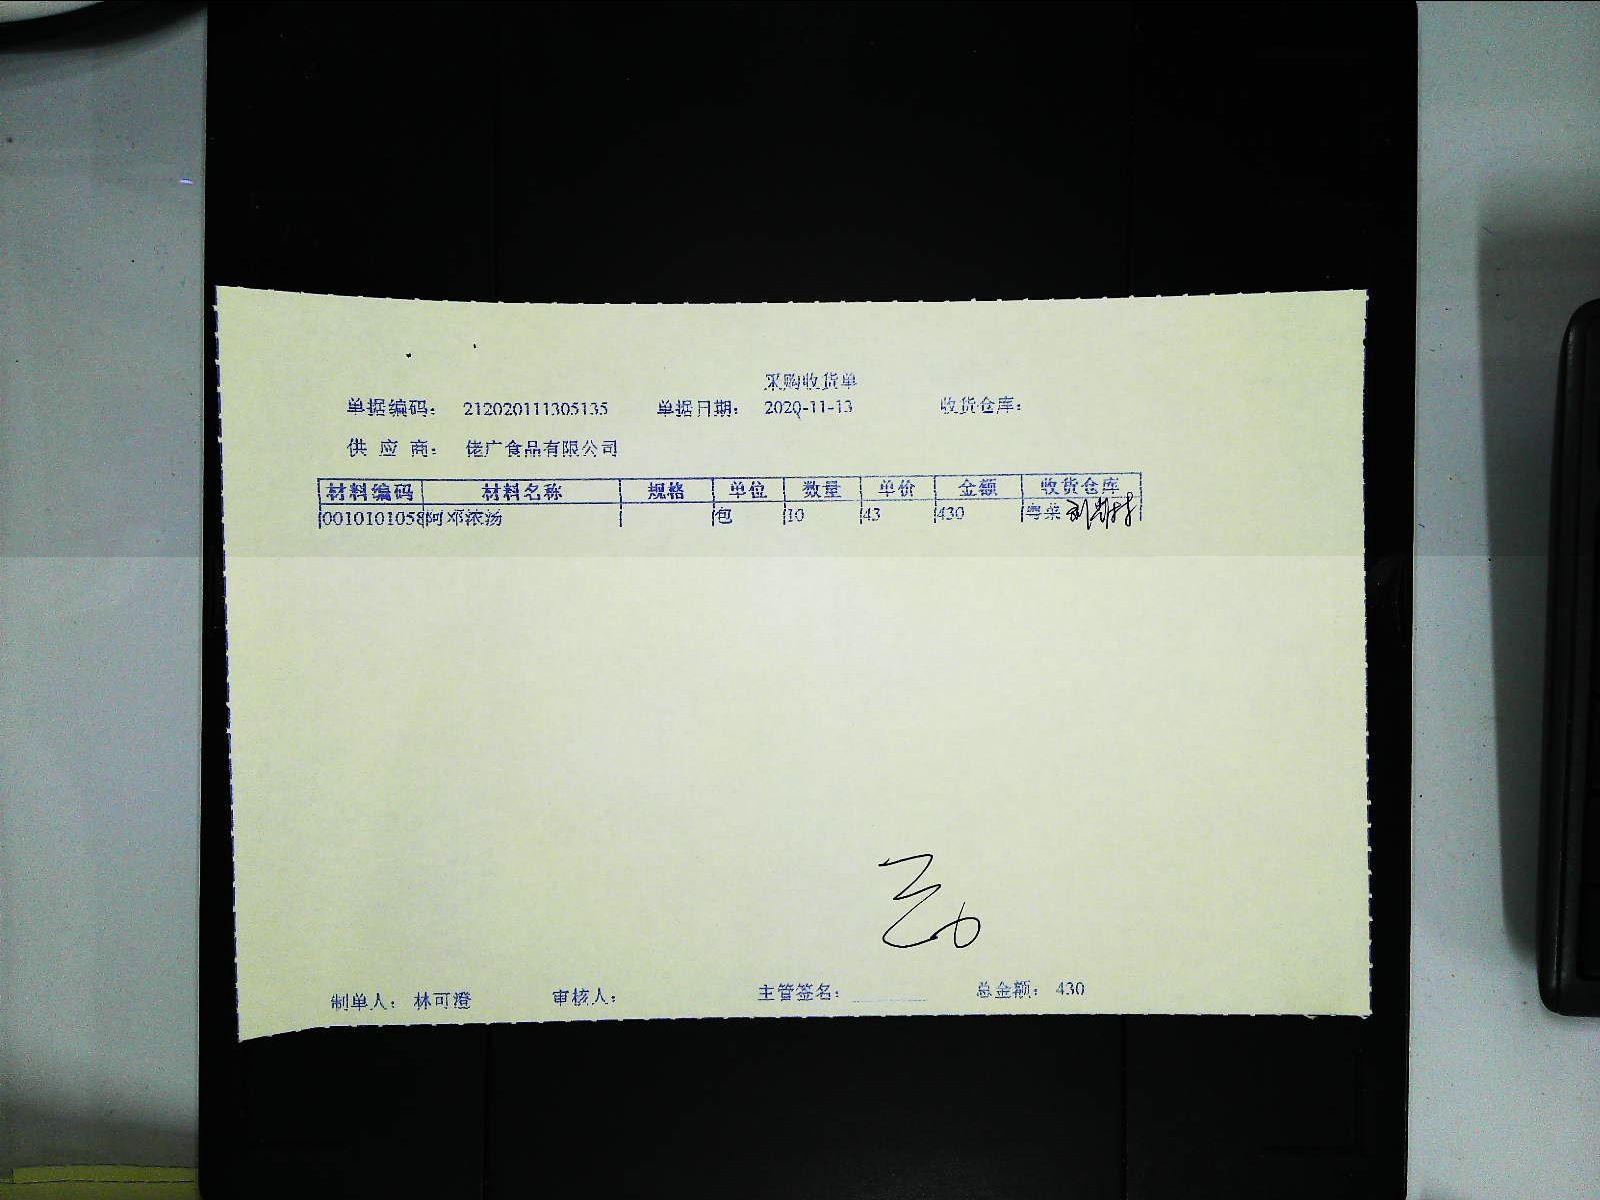 采购收货单
单据编码： 212020111305135 单据日期： 2020-11-13 收货仓库：
供 应 商： 佬广食品有限公司
材料编码 材料名称 规格 单位 数量 单价 金额 收货仓库
0010101058 阿邓浓汤 包 10 43 430 粤菜
制单人： 林可澄 审核人： 主管签名： 总金额： 430